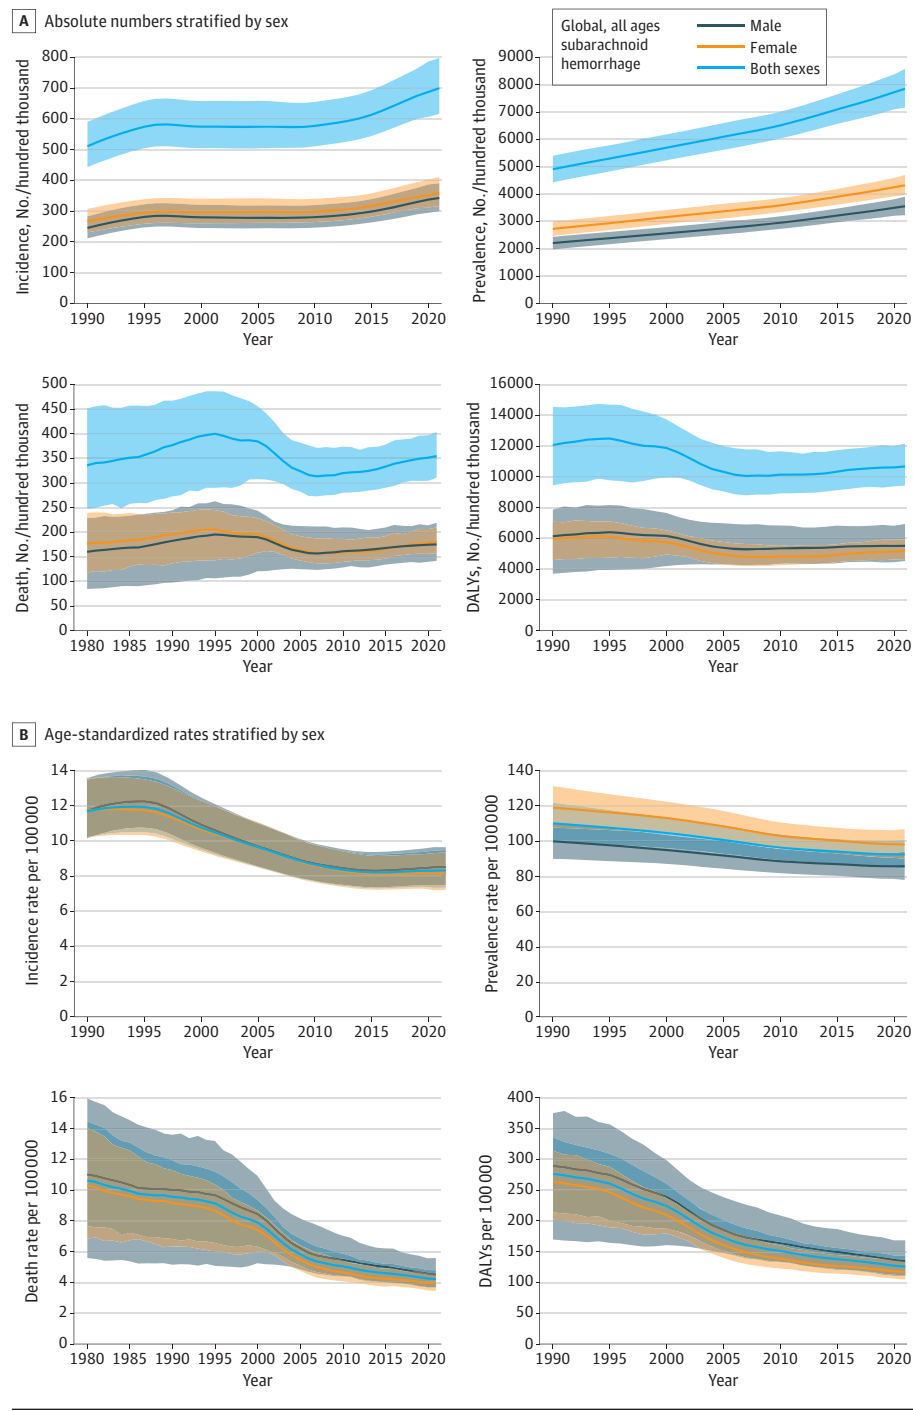 A Absolute numbers stratified by sex
Global, all ages
subarachnoid
hemorrhage
Male
Female
Both sexes
Incidence, No./hundred thousand
800
700
600
500
400
300
200
100
0
1990 1995 2000 2005 2010 2015 2020
Year
Prevalence, No./hundred thousand
9000
8000
7000
6000
5000
4000
3000
2000
1000
0
1990 1995 2000 2005 2010 2015 2020
Year
Death, No./hundred thousand
500
450
400
350
300
250
200
150
100
50
0
1980 1985 1990 1995 2000 2005 2010 2015 2020
Year
DALYs, No./hundred thousand
16000
14000
12000
10000
8000
6000
4000
2000
0
1990 1995 2000 2005 2010 2015 2020
Year
B Age-standardized rates stratified by sex
Incidence rate per 100000
14
12
10
8
6
4
2
0
1990 1995 2000 2005 2010 2015 2020
Year
Prevalence rate per 100000
140
120
100
80
60
40
20
0
1990 1995 2000 2005 2010 2015 2020
Year
Death rate per 100000
16
14
12
10
8
6
4
2
0
1980 1985 1990 1995 2000 2005 2010 2015 2020
Year
DALYs per 100000
400
350
300
250
200
150
100
50
0
1990 1995 2000 2005 2010 2015 2020
Year